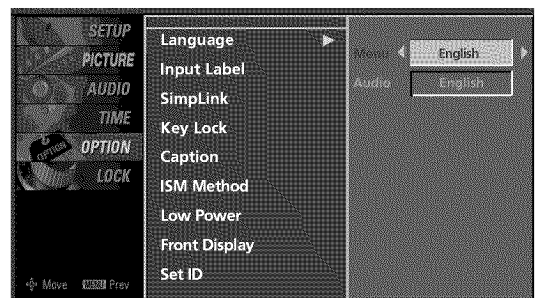 SETUP
PICTURE
AUDIO
TIME
OPTION
OPTION
LOCK
Move MENU Prev
Language
Input Label
SimpLink
Key Lock
Caption
ISM Method
Low Power
Front Display
Set ID
Menu English
Audio English